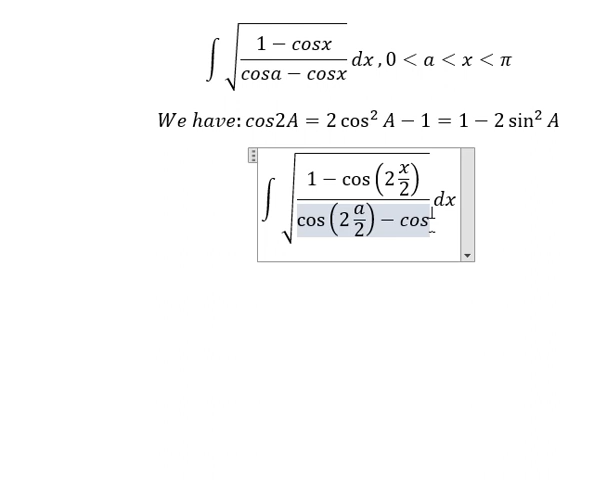 ∫ √((1 − cosx)/(cosa − cosx)) dx , 0 < a < x < π
We have: cos2A = 2 cos² A − 1 = 1 − 2 sin² A
∫ √((1 − cos(2 x/2))/(cos(2 a/2) − cos)) dx